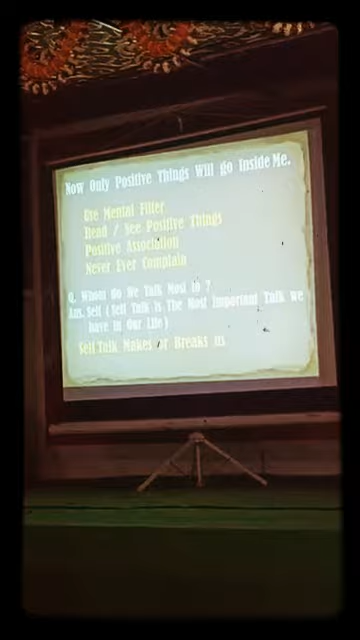 Now Only Positive Things Will go Inside Me.
Use Mental Filter
Read / See Positive Things
Positive Association
Never Ever Complain
Q. Whom do We Talk Most to ?
Ans. Self ( Self Talk is The Most Important Talk we
have in Our Life )
Self Talk Makes or Breaks us